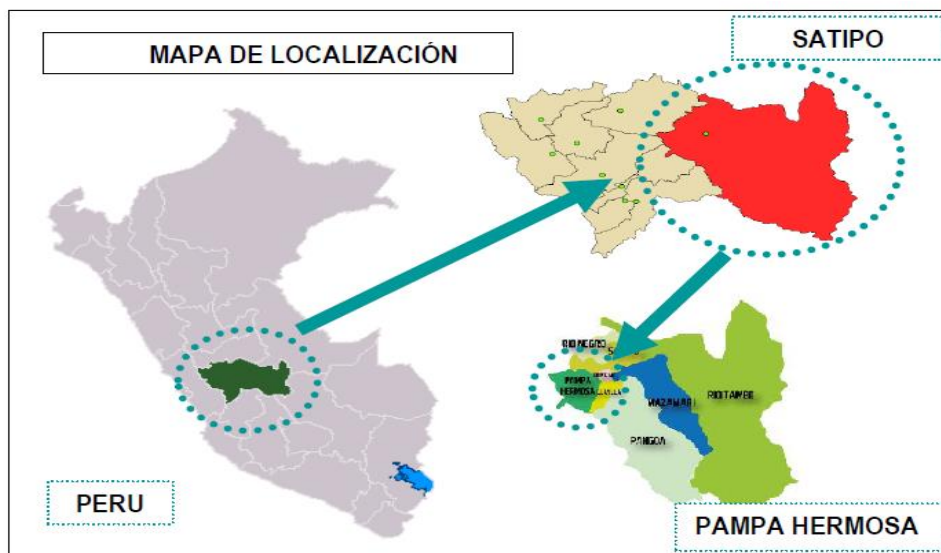 MAPA DE LOCALIZACIÓN
SATIPO
PERU
RIO NEGRO
PAMPA
HERMOSA
MAZAMARI
RIO TAMBO
PANGOA
PAMPA HERMOSA